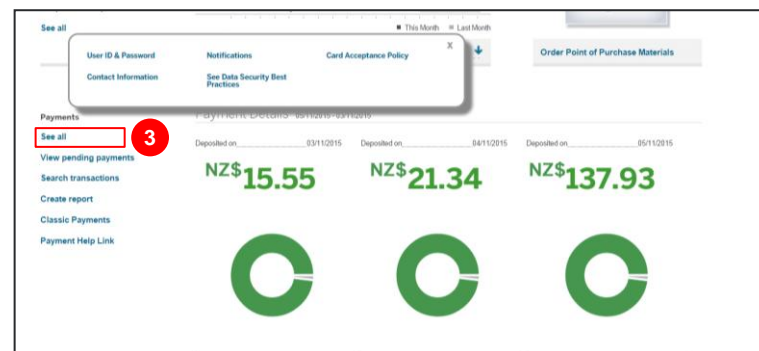 See all
This Month Last Month
User ID & Password Notifications Card Acceptance Policy X
Contact Information See Data Security Best
Practices
Order Point of Purchase Materials
Payments
Payment Details
See all
3
View pending payments
Search transactions
Create report
Classic Payments
Payment Help Link
Deposited on 03/11/2015
NZ$15.55
Deposited on 04/11/2015
NZ$21.34
Deposited on 05/11/2015
NZ$137.93